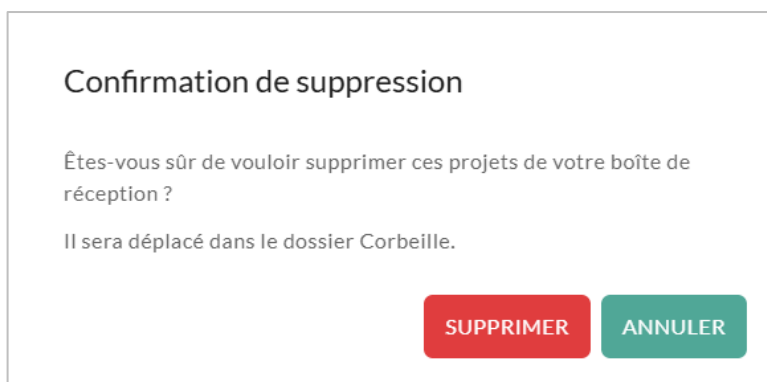 Confirmation de suppression
Êtes-vous sûr de vouloir supprimer ces projets de votre boîte de
réception ?
Il sera déplacé dans le dossier Corbeille.
SUPPRIMER ANNULER